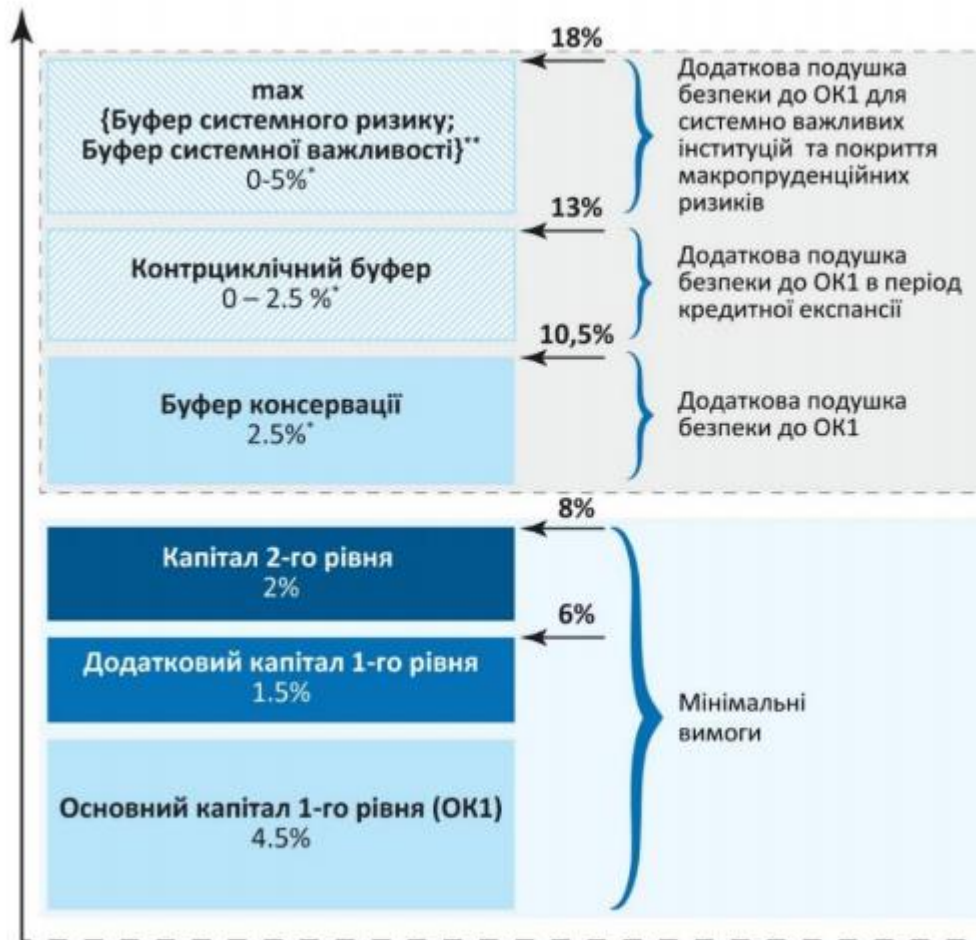 18%
max
{Буфер системного ризику;
Буфер системної важливості}**
0-5%*
Додаткова подушка
безпеки до ОК1 для
системно важливих
інституцій та покриття
макропруденційних
ризиків
13%
Контрциклічний буфер
0 – 2.5 %*
Додаткова подушка
безпеки до ОК1 в період
кредитної експансії
10,5%
Буфер консервації
2.5%*
Додаткова подушка
безпеки до ОК1
8%
Капітал 2-го рівня
2%
6%
Додатковий капітал 1-го рівня
1.5%
Мінімальні
вимоги
Основний капітал 1-го рівня (ОК1)
4.5%